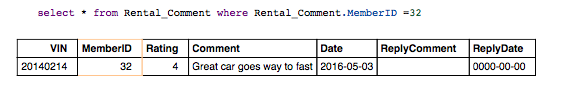 select * from Rental_Comment where Rental_Comment.MemberID =32
VIN MemberID Rating Comment Date ReplyComment ReplyDate
20140214 32 4 Great car goes way to fast 2016-05-03 0000-00-00